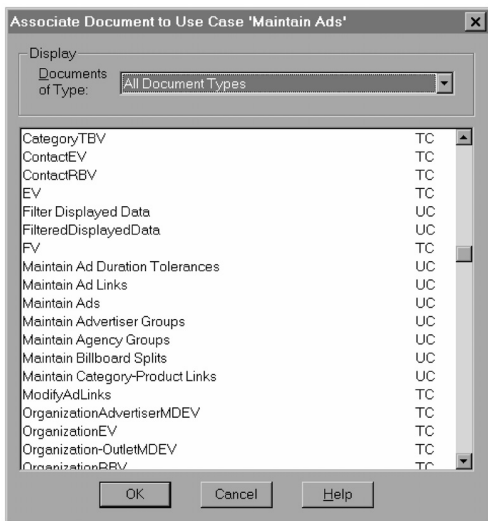 Associate Document to Use Case 'Maintain Ads'
Display
Documents of Type: All Document Types
CategoryTBV TC
ContactEV TC
ContactRBV TC
EV TC
Filter Displayed Data UC
FilteredDisplayedData UC
FV TC
Maintain Ad Duration Tolerances UC
Maintain Ad Links UC
Maintain Ads UC
Maintain Advertiser Groups UC
Maintain Agency Groups UC
Maintain Billboard Splits UC
Maintain Category-Product Links UC
ModifyAdLinks TC
OrganizationAdvertiserMDEV TC
OrganizationEV TC
Organization-OutletMDEV TC
OrganizationRBV TC
OK Cancel Help